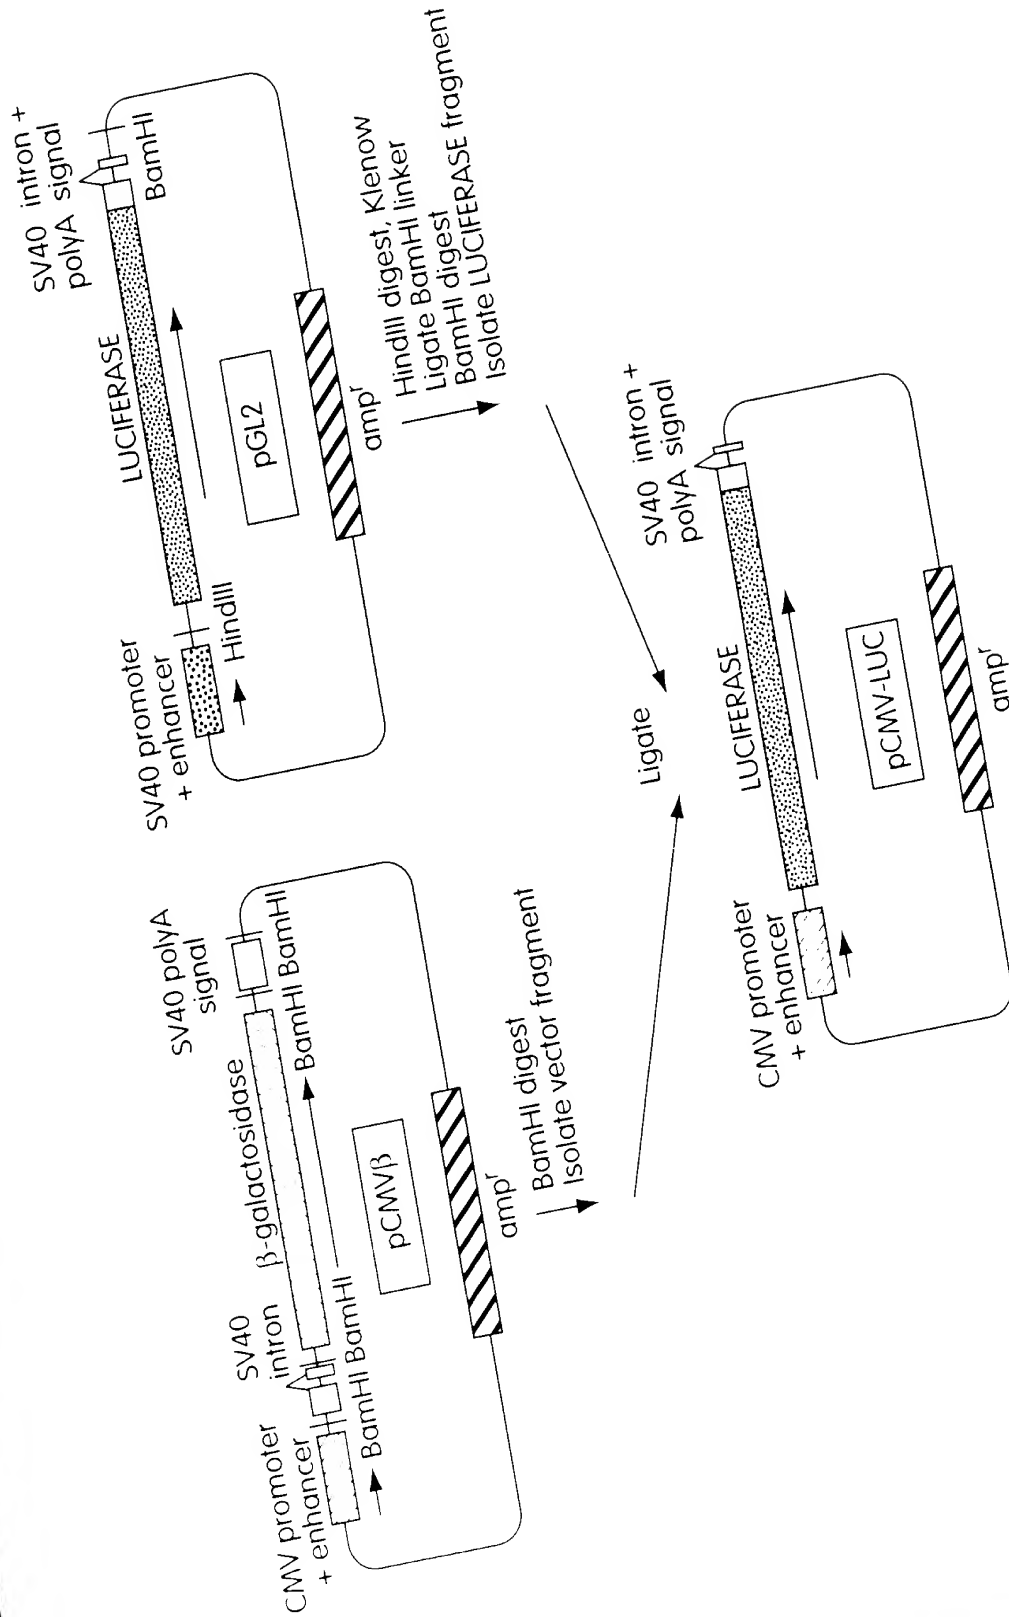 CMV promoter
+ enhancer
SV40
intron
β-galactosidase
SV40 polyA
signal
BamHI BamHI
BamHI BamHI
pCMVβ
ampr
BamHI digest
Isolate vector fragment
SV40 promoter
+ enhancer
HindIII
LUCIFERASE
SV40 intron +
polyA signal
BamHI
pGL2
ampr
HindIII digest, Klenow
Ligate BamHI linker
BamHI digest
Isolate LUCIFERASE fragment
Ligate
CMV promoter
+ enhancer
LUCIFERASE
SV40 intron +
polyA signal
pCMV-LUC
ampr